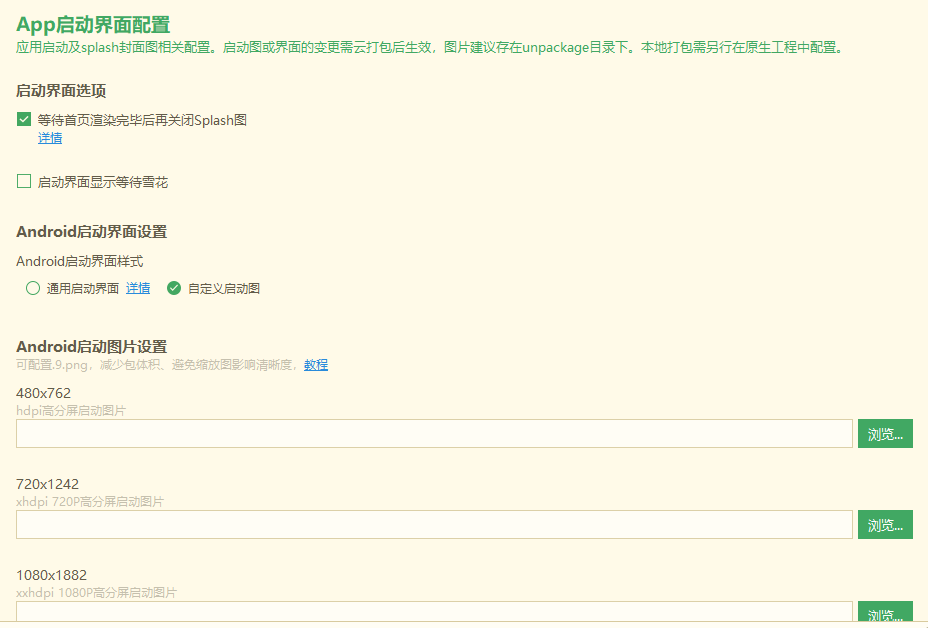 App启动界面配置
应用启动及splash封面图相关配置。启动图或界面的变更需云打包后生效，图片建议存在unpackage目录下。本地打包需另行在原生工程中配置。
启动界面选项
等待首页渲染完毕后再关闭Splash图
详情
启动界面显示等待雪花
Android启动界面设置
Android启动界面样式
通用启动界面 详情 自定义启动图
Android启动图片设置
可配置.9.png，减少包体积、避免缩放图影响清晰度，教程
480x762
hdpi高分屏启动图片
浏览...
720x1242
xhdpi 720P高分屏启动图片
浏览...
1080x1882
xxhdpi 1080P高分屏启动图片
浏览...